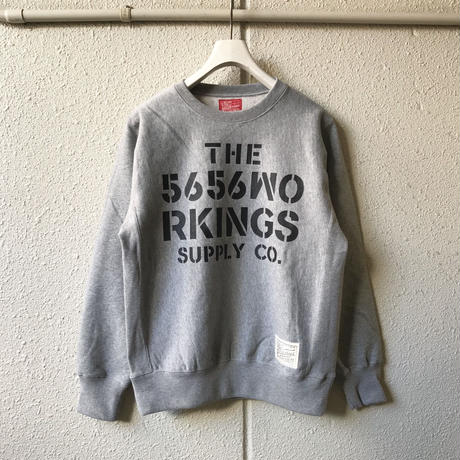 THE
5656WO
RKINGS
SUPPLY CO.